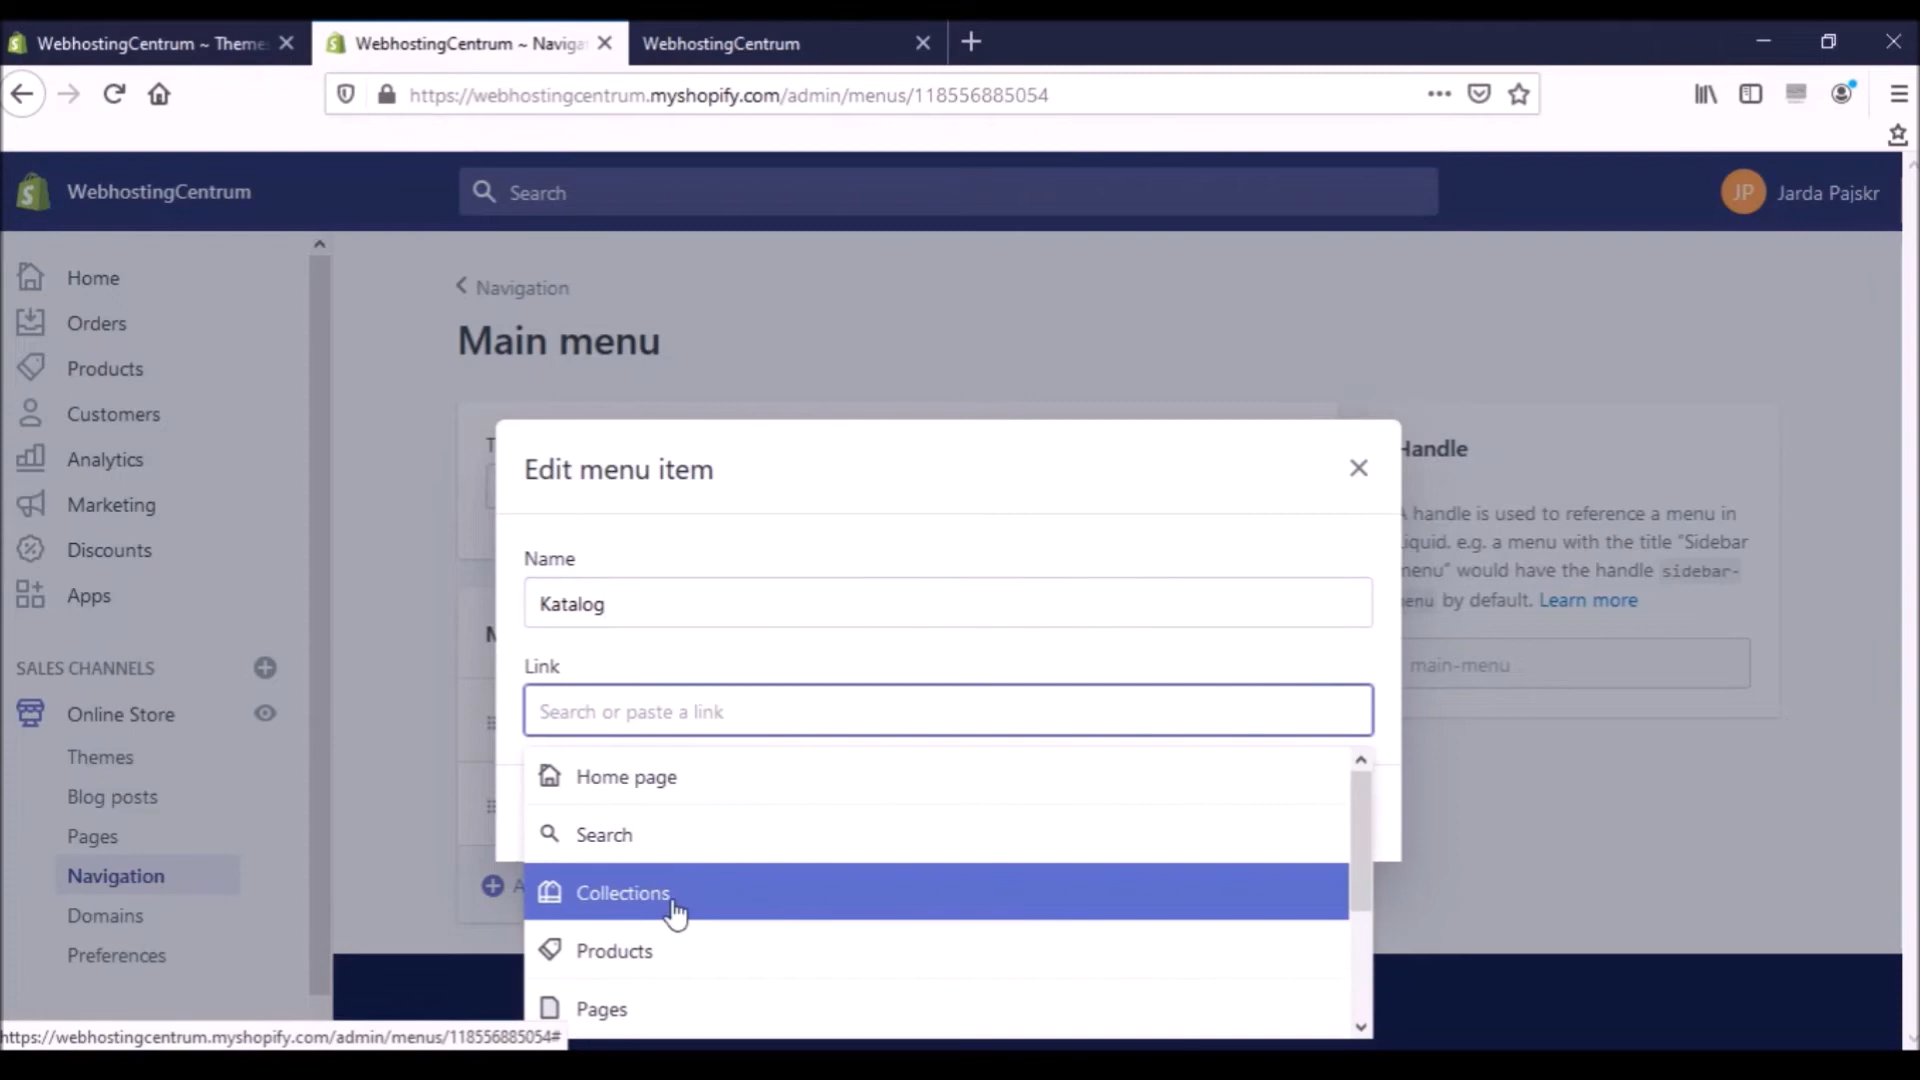 WebhostingCentrum ~ Theme
WebhostingCentrum ~ Naviga
WebhostingCentrum
https://webhostingcentrum.myshopify.com/admin/menus/118556885054
WebhostingCentrum
Search
JP
Jarda Pajskr
Home
Orders
Products
Customers
Analytics
Marketing
Discounts
Apps
SALES CHANNELS
Online Store
Themes
Blog posts
Pages
Navigation
Domains
Preferences
Navigation
Main menu
Edit menu item
Name
Katalog
Link
Search or paste a link
Home page
Search
Collections
Products
Pages
Handle
A handle is used to reference a menu in
Liquid. e.g. a menu with the title "Sidebar
menu" would have the handle sidebar-
menu by default. Learn more
main-menu
https://webhostingcentrum.myshopify.com/admin/menus/118556885054#